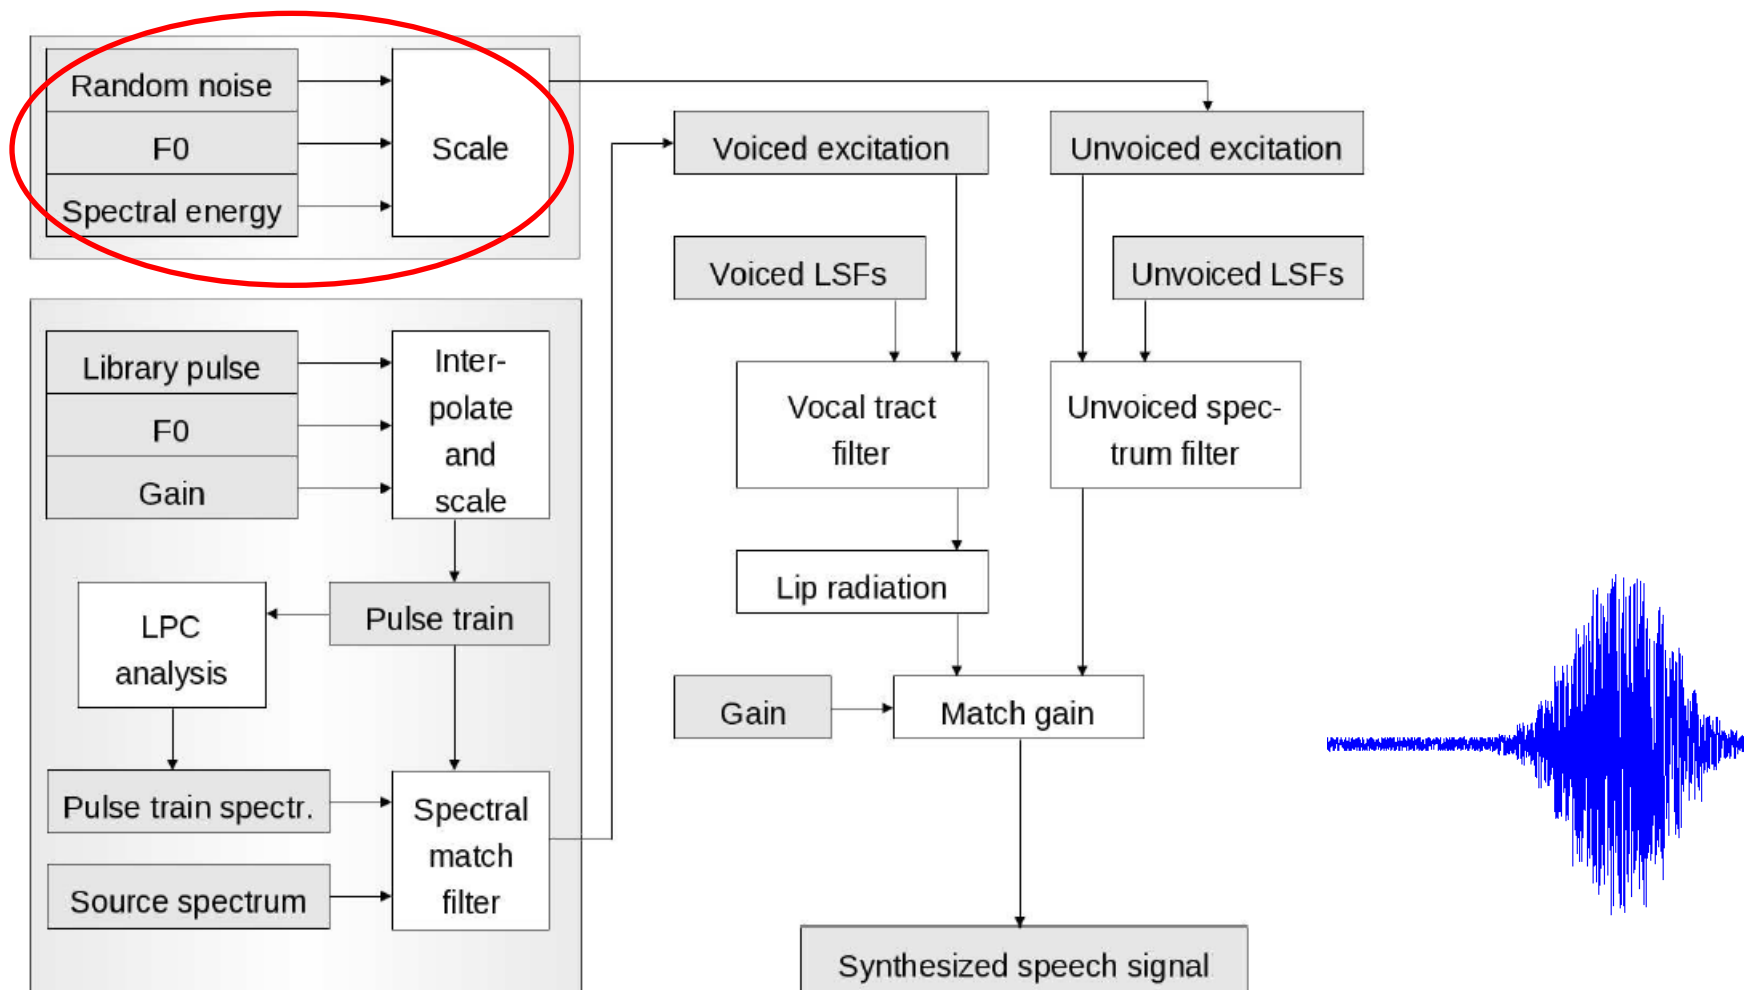 Random noise
F0
Spectral energy
Scale
Voiced excitation
Unvoiced excitation
Voiced LSFs
Unvoiced LSFs
Library pulse
F0
Gain
Inter-
polate
and
scale
Vocal tract
filter
Unvoiced spec-
trum filter
LPC
analysis
Pulse train
Lip radiation
Gain
Match gain
Pulse train spectr.
Source spectrum
Spectral
match
filter
Synthesized speech signal